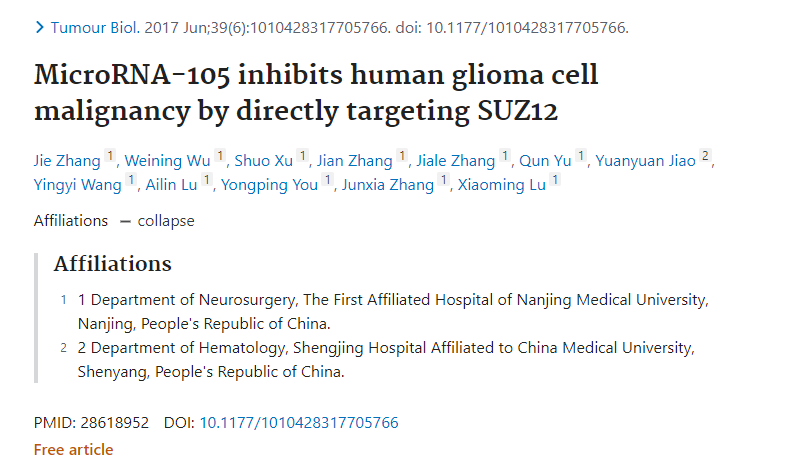 Tumour Biol. 2017 Jun;39(6):1010428317705766. doi: 10.1177/1010428317705766.
MicroRNA-105 inhibits human glioma cell
malignancy by directly targeting SUZ12
Jie Zhang 1, Weining Wu 1, Shuo Xu 1, Jian Zhang 1, Jiale Zhang 1, Qun Yu 1, Yuanyuan Jiao 2,
Yingyi Wang 1, Ailin Lu 1, Yongping You 1, Junxia Zhang 1, Xiaoming Lu 1
Affiliations — collapse
Affiliations
1 1 Department of Neurosurgery, The First Affiliated Hospital of Nanjing Medical University,
Nanjing, People's Republic of China.
2 2 Department of Hematology, Shengjing Hospital Affiliated to China Medical University,
Shenyang, People's Republic of China.
PMID: 28618952 DOI: 10.1177/1010428317705766
Free article